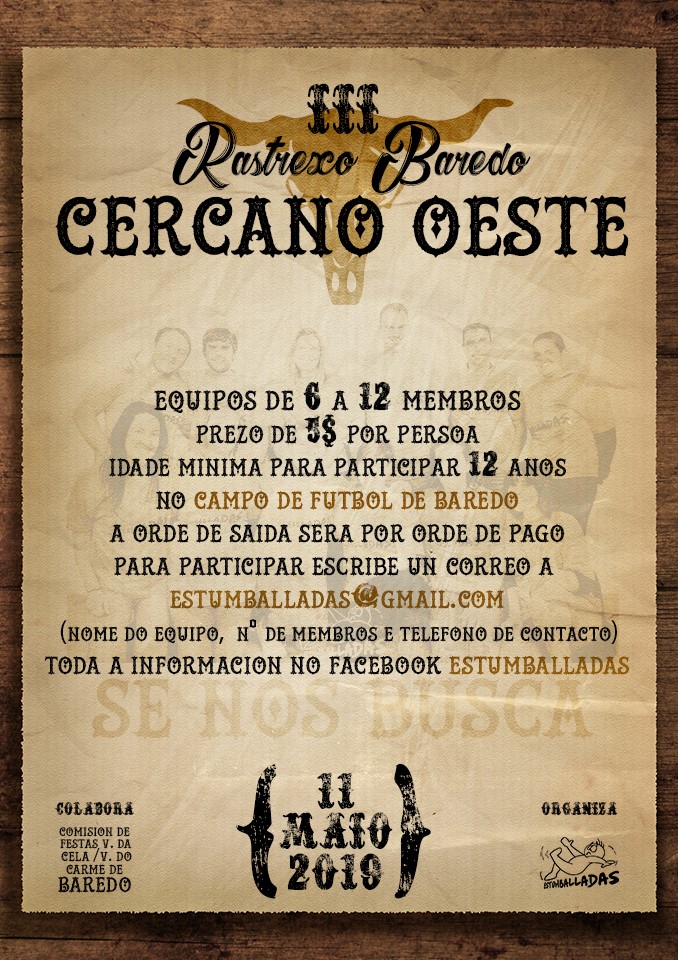 III
Rastrexo Baredo
CERCANO OESTE
EQUIPOS DE 6 A 12 MEMBROS
PREZO DE 5$ POR PERSOA
IDADE MINIMA PARA PARTICIPAR 12 ANOS
NO CAMPO DE FUTBOL DE BAREDO
A ORDE DE SAIDA SERA POR ORDE DE PAGO
PARA PARTICIPAR ESCRIBE UN CORREO A
ESTUMBALLADAS@GMAIL.COM
(NOME DO EQUIPO, Nº DE MEMBROS E TELEFONO DE CONTACTO)
TODA A INFORMACION NO FACEBOOK ESTUMBALLADAS
SE NOS BUSCA
11
MAIO
2019
COLABORA
COMISION DE
FESTAS V. DA
CELA /V. DO
CARME DE
BAREDO
ORGANIZA
ESTUMBALLADAS